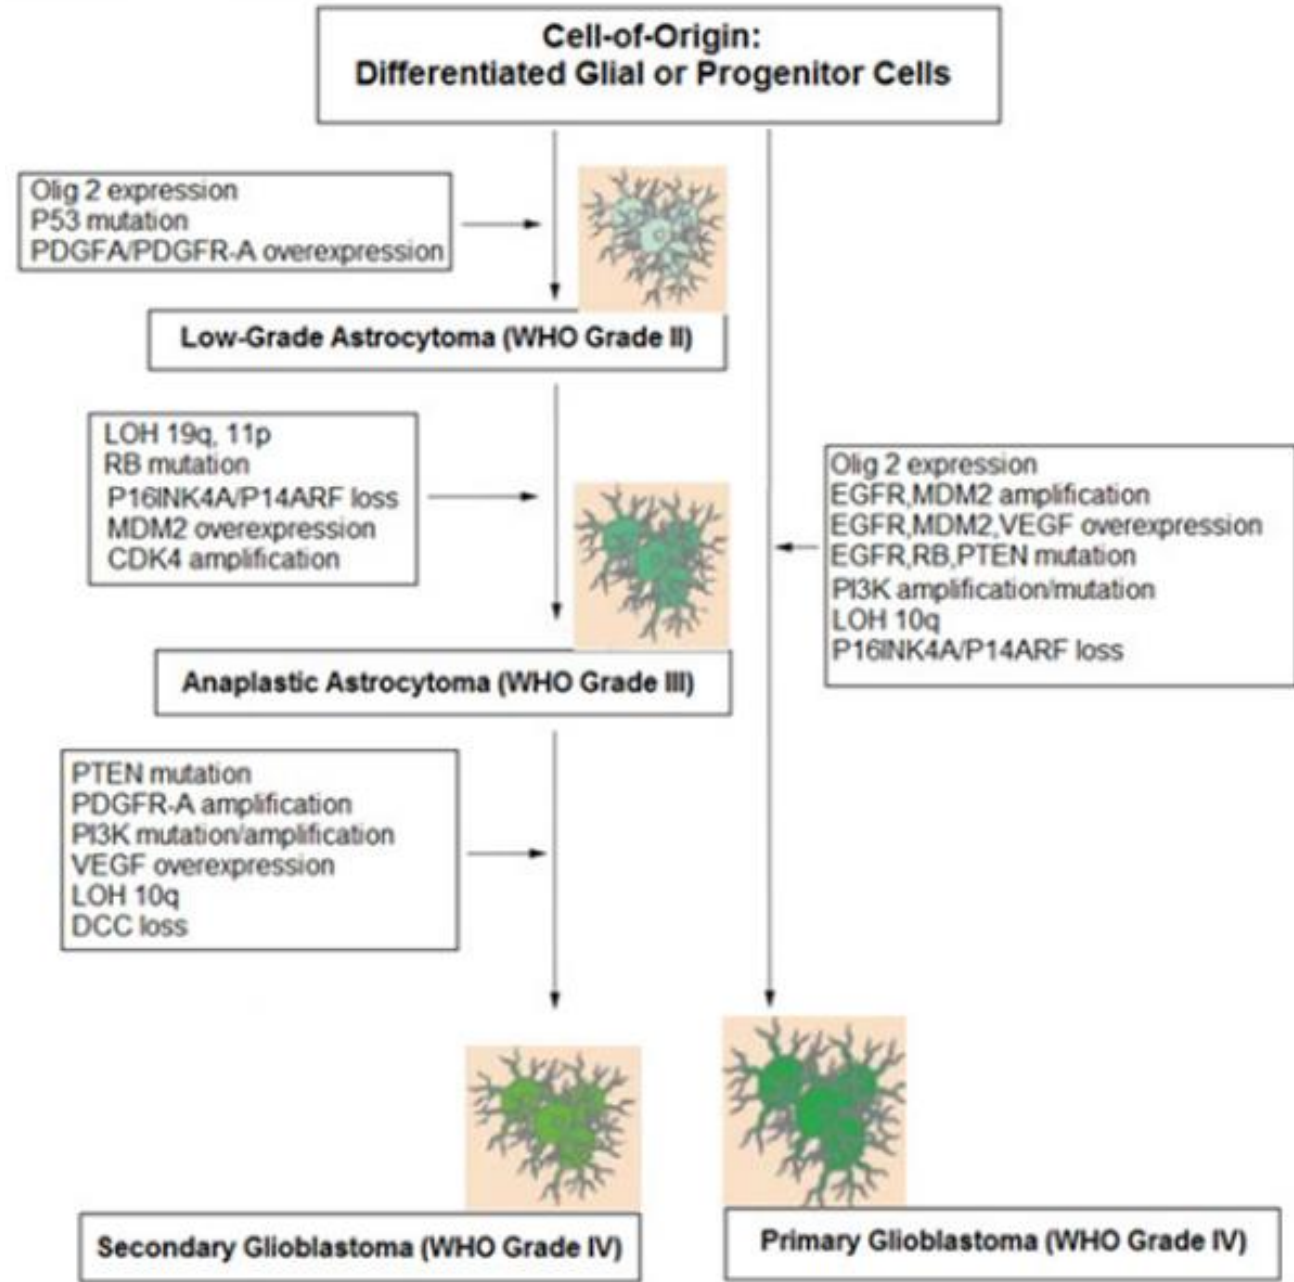 Cell-of-Origin:
Differentiated Glial or Progenitor Cells
Olig 2 expression
P53 mutation
PDGFA/PDGFR-A overexpression
Low-Grade Astrocytoma (WHO Grade II)
LOH 19q, 11p
RB mutation
P16INK4A/P14ARF loss
MDM2 overexpression
CDK4 amplification
Olig 2 expression
EGFR,MDM2 amplification
EGFR,MDM2,VEGF overexpression
EGFR,RB,PTEN mutation
PI3K amplification/mutation
LOH 10q
P16INK4A/P14ARF loss
Anaplastic Astrocytoma (WHO Grade III)
PTEN mutation
PDGFR-A amplification
PI3K mutation/amplification
VEGF overexpression
LOH 10q
DCC loss
Secondary Glioblastoma (WHO Grade IV)
Primary Glioblastoma (WHO Grade IV)